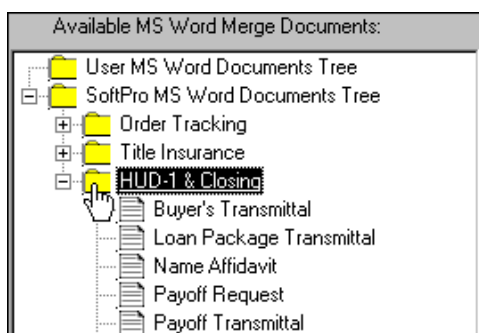 Available MS Word Merge Documents:
User MS Word Documents Tree
SoftPro MS Word Documents Tree
Order Tracking
Title Insurance
HUD-1 & Closing
Buyer's Transmittal
Loan Package Transmittal
Name Affidavit
Payoff Request
Payoff Transmittal